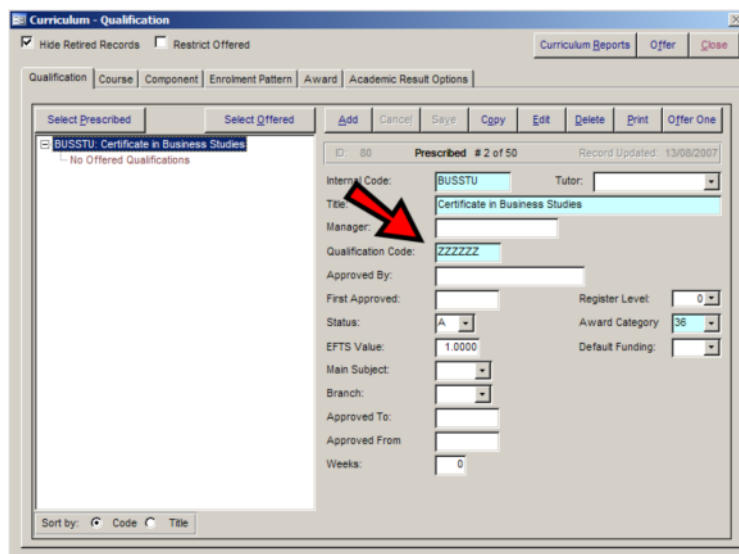 Curriculum - Qualification
Hide Retired Records Restrict Offered Curriculum Reports Offer Close
Qualification Course Component Enrolment Pattern Award Academic Result Options
Select Prescribed Select Offered Add Cancel Save Copy Edit Delete Print Offer One
BUSSTU: Certificate in Business Studies
No Offered Qualifications
ID: 80 Prescribed # 2 of 50 Record Updated: 13/08/2007
Internal Code: BUSSTU Tutor:
Title: Certificate in Business Studies
Manager:
Qualification Code: ZZZZZZ
Approved By:
First Approved: Register Level: 0
Status: A Award Category 36
EFTS Value: 1.0000 Default Funding:
Main Subject:
Branch:
Approved To:
Approved From
Weeks: 0
Sort by: Code Title